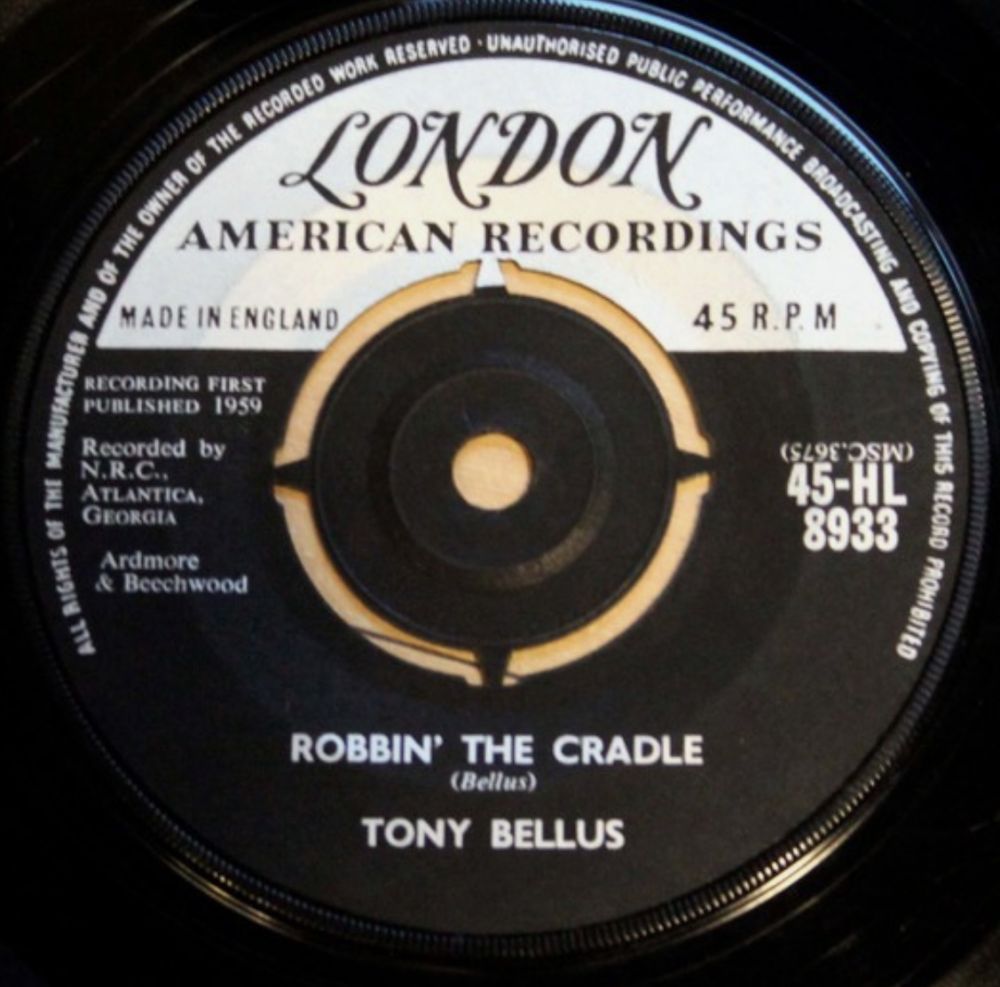 ALL RIGHTS OF THE MANUFACTURER AND OF THE OWNER OF THE RECORDED WORK RESERVED · UNAUTHORISED PUBLIC PERFORMANCE BROADCASTING AND COPYING OF THIS RECORD PROHIBITED
LONDON
AMERICAN RECORDINGS
MADE IN ENGLAND
45 R.P.M
RECORDING FIRST
PUBLISHED 1959
Recorded by
N.R.C.,
ATLANTICA,
GEORGIA
Ardmore
& Beechwood
(MSC.3675)
45-HL
8933
ROBBIN' THE CRADLE
(Bellus)
TONY BELLUS